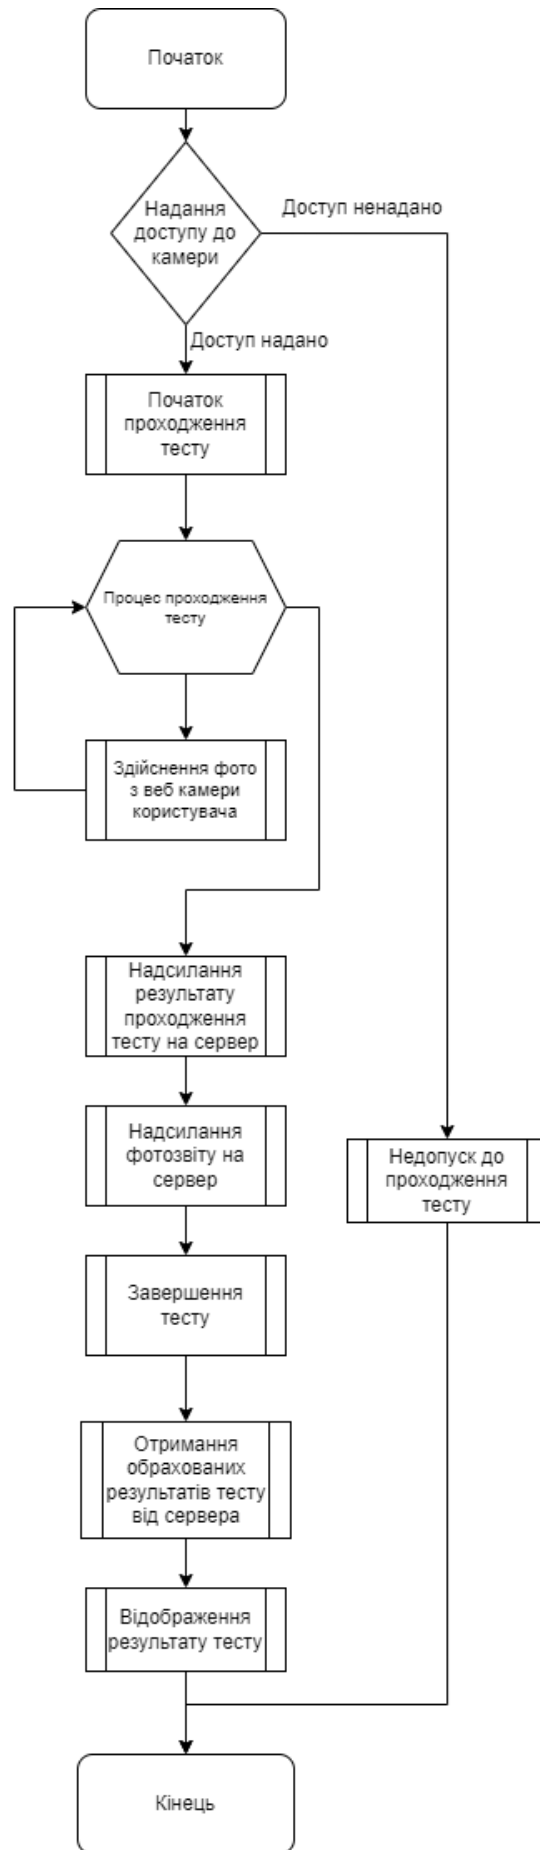 Початок
Надання
доступу до
камери
Доступ ненадано
Доступ надано
Початок
проходження
тесту
Процес проходження
тесту
Здійснення фото
з веб камери
користувача
Надсилання
результату
проходження
тесту на сервер
Надсилання
фотозвіту на
сервер
Недопуск до
проходження
тесту
Завершення
тесту
Отримання
обрахованих
результатів тесту
від сервера
Відображення
результату тесту
Кінець